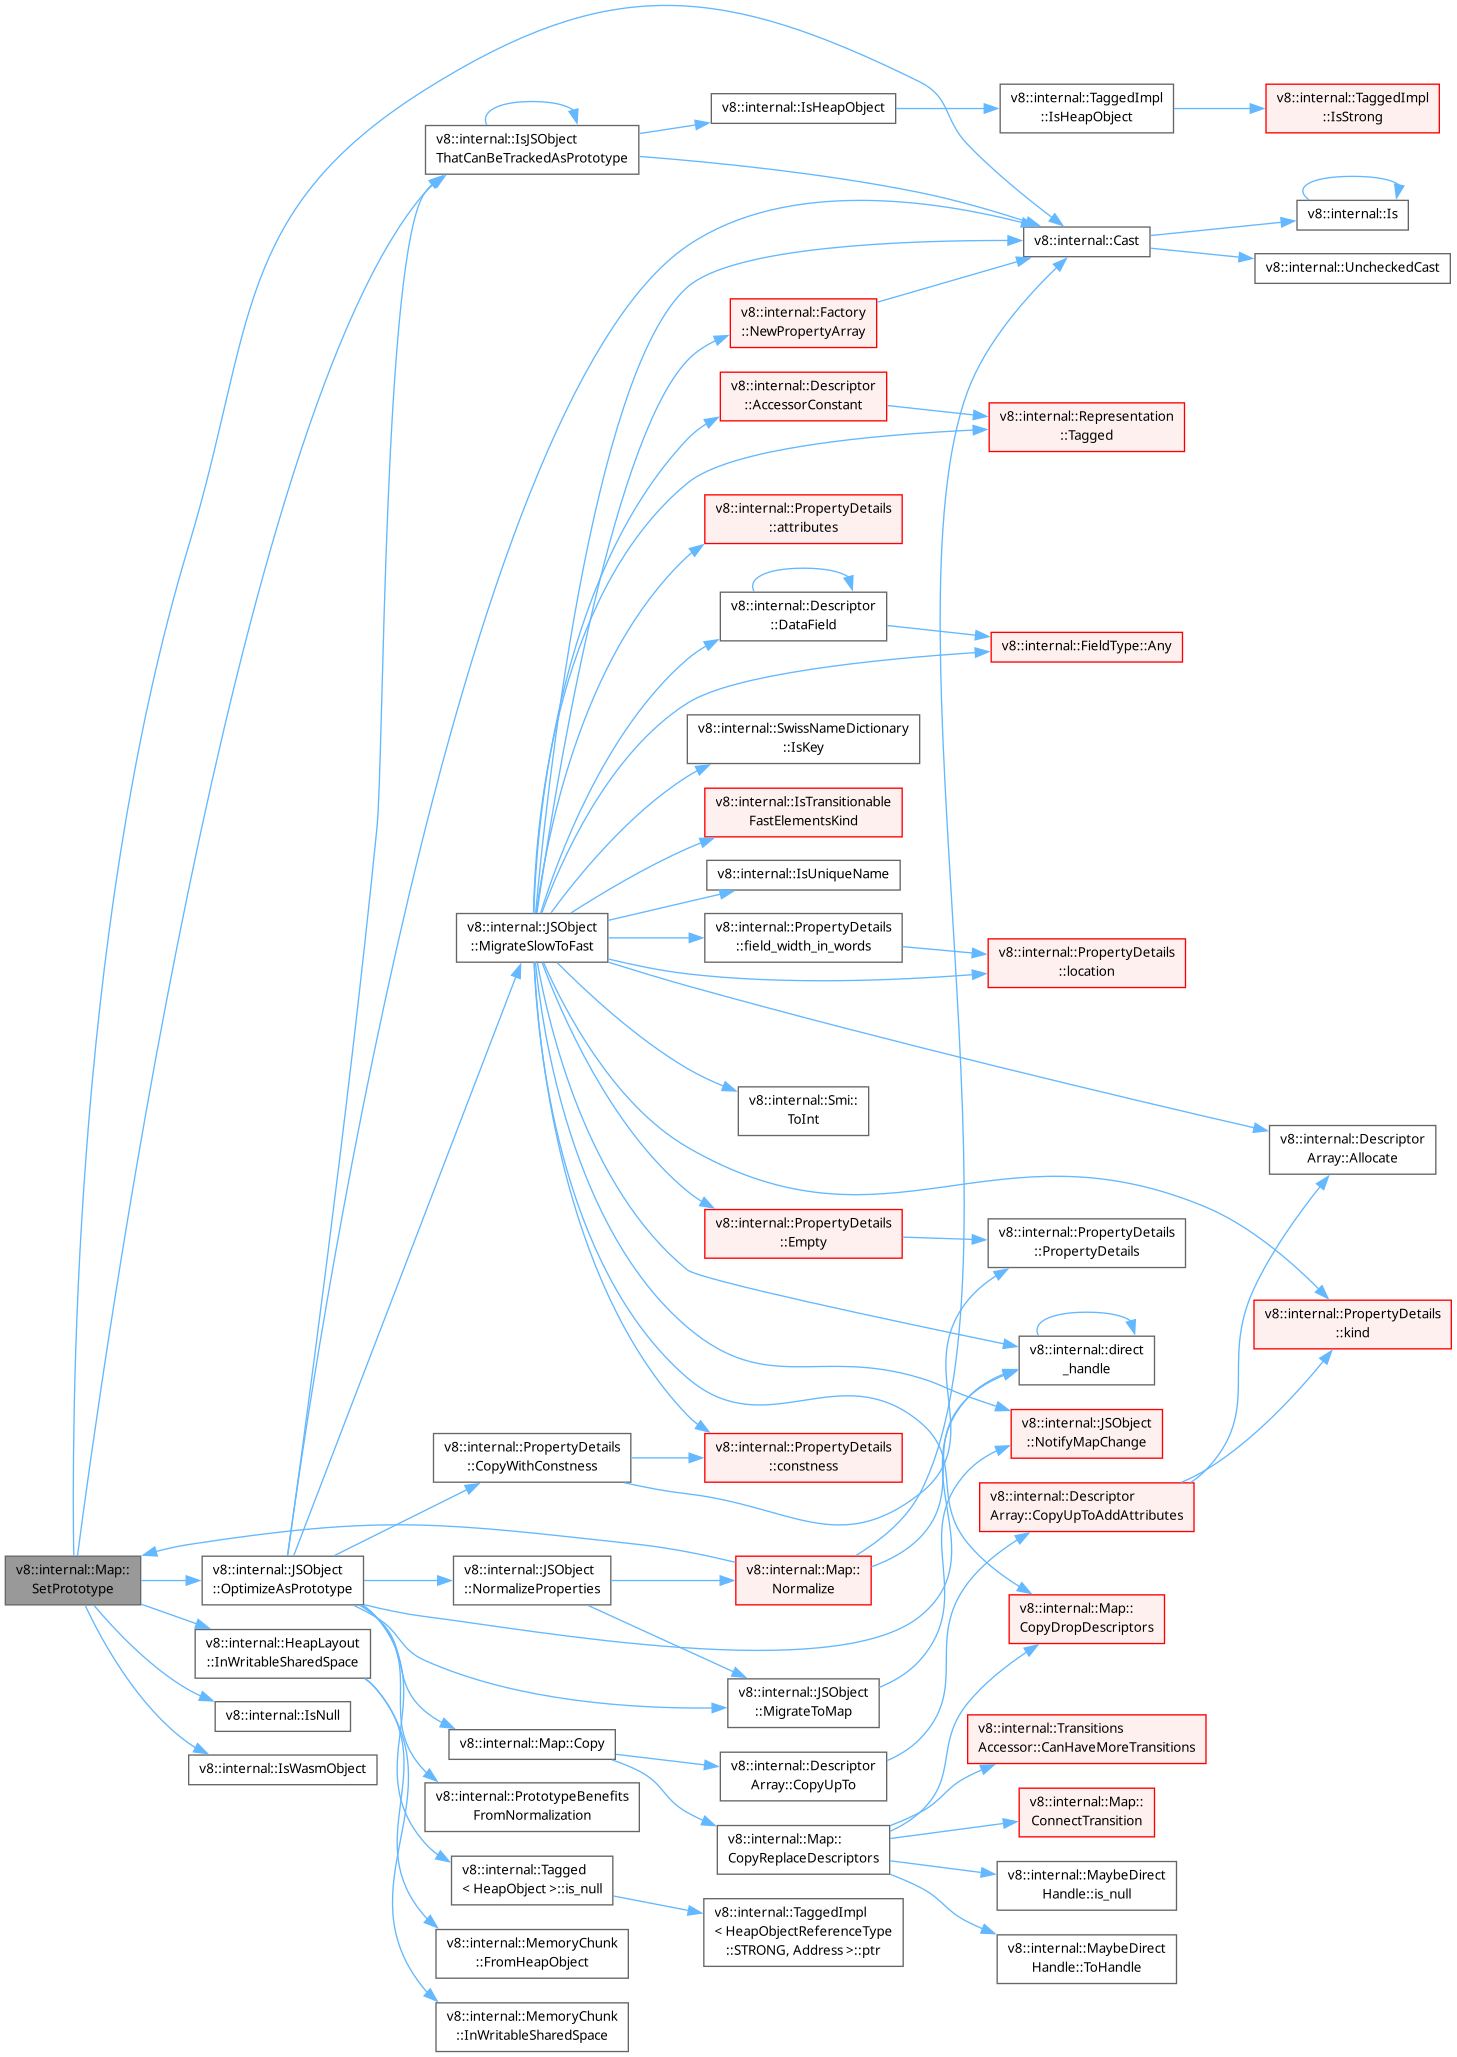 v8::internal::IsHeapObject
v8::internal::TaggedImpl
::IsHeapObject
v8::internal::TaggedImpl
::IsStrong
v8::internal::IsJSObject
ThatCanBeTrackedAsPrototype
v8::internal::Is
v8::internal::Cast
v8::internal::UncheckedCast
v8::internal::Factory
::NewPropertyArray
v8::internal::Descriptor
::AccessorConstant
v8::internal::Representation
::Tagged
v8::internal::PropertyDetails
::attributes
v8::internal::Descriptor
::DataField
v8::internal::FieldType::Any
v8::internal::SwissNameDictionary
::IsKey
v8::internal::IsTransitionable
FastElementsKind
v8::internal::IsUniqueName
v8::internal::JSObject
::MigrateSlowToFast
v8::internal::PropertyDetails
::field_width_in_words
v8::internal::PropertyDetails
::location
v8::internal::Smi::
ToInt
v8::internal::Descriptor
Array::Allocate
v8::internal::PropertyDetails
::Empty
v8::internal::PropertyDetails
::PropertyDetails
v8::internal::PropertyDetails
::kind
v8::internal::direct
_handle
v8::internal::JSObject
::NotifyMapChange
v8::internal::PropertyDetails
::CopyWithConstness
v8::internal::PropertyDetails
::constness
v8::internal::Descriptor
Array::CopyUpToAddAttributes
v8::internal::Map::
SetPrototype
v8::internal::JSObject
::OptimizeAsPrototype
v8::internal::JSObject
::NormalizeProperties
v8::internal::Map::
Normalize
v8::internal::Map::
CopyDropDescriptors
v8::internal::HeapLayout
::InWritableSharedSpace
v8::internal::JSObject
::MigrateToMap
v8::internal::IsNull
v8::internal::Map::Copy
v8::internal::Transitions
Accessor::CanHaveMoreTransitions
v8::internal::IsWasmObject
v8::internal::Descriptor
Array::CopyUpTo
v8::internal::PrototypeBenefits
FromNormalization
v8::internal::Map::
ConnectTransition
v8::internal::Map::
CopyReplaceDescriptors
v8::internal::Tagged
< HeapObject >::is_null
v8::internal::MaybeDirect
Handle::is_null
v8::internal::TaggedImpl
< HeapObjectReferenceType
::STRONG, Address >::ptr
v8::internal::MemoryChunk
::FromHeapObject
v8::internal::MaybeDirect
Handle::ToHandle
v8::internal::MemoryChunk
::InWritableSharedSpace